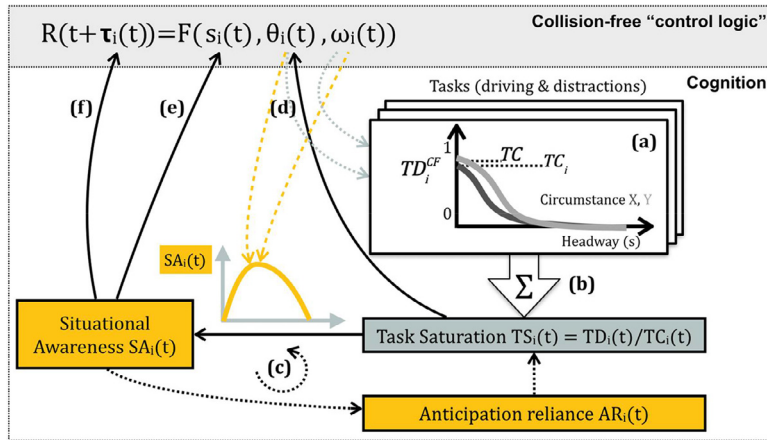 Collision-free “control logic”
R(t+τᵢ(t))=F(sᵢ(t),θᵢ(t),ωᵢ(t))
Cognition
Tasks (driving & distractions)
(f)
(e)
(d)
(a)
1
TC
TCᵢ
TDᵢᶜᶠ
Circumstance X, Y
0
Headway (s)
SAᵢ(t)
Σ
(b)
Situational
Awareness SAᵢ(t)
Task Saturation TSᵢ(t) = TDᵢ(t)/TCᵢ(t)
(c)
Anticipation reliance ARᵢ(t)